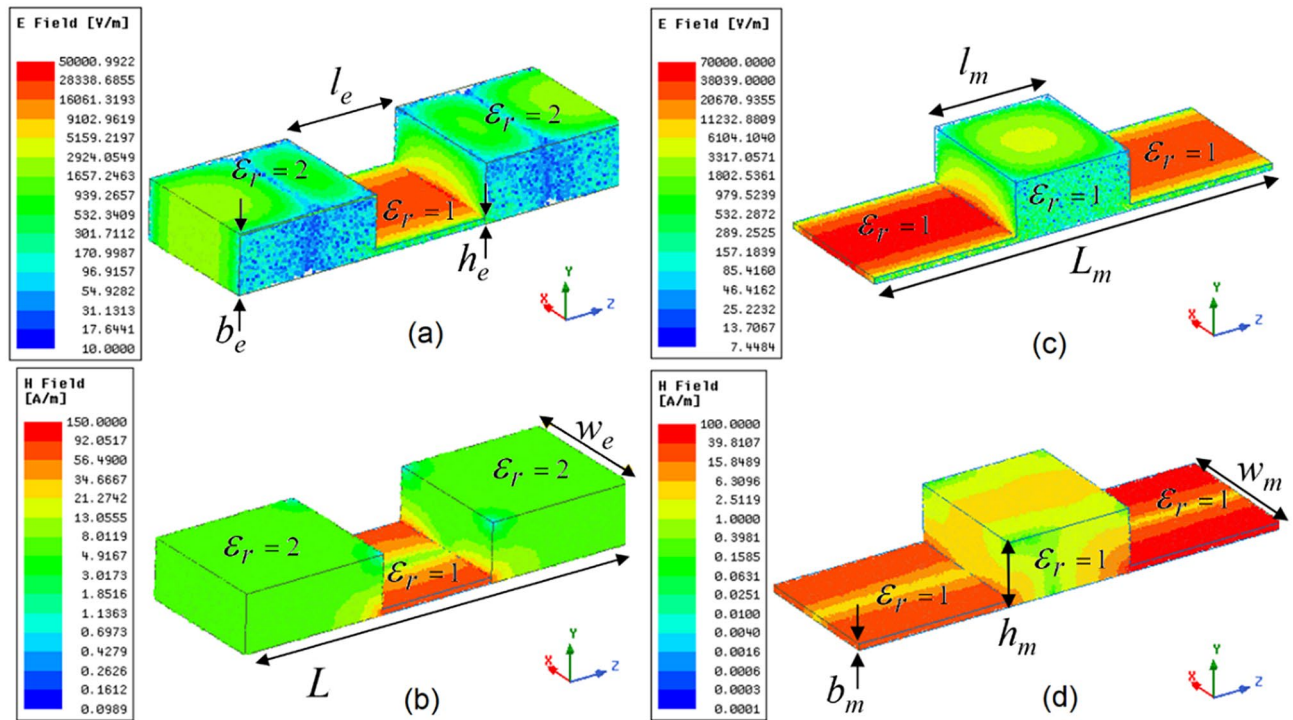 E Field [V/m]
50000.9922
28338.6855
16061.3193
9102.9619
5159.2197
2924.0549
1657.2463
939.2657
532.3409
301.7112
170.9987
96.9157
54.9282
31.1313
17.6441
10.0000
l_e
ε_r = 2
ε_r = 2
ε_r = 1
h_e
b_e
Y
X
Z
(a)
E Field [V/m]
70000.0000
38039.0000
20670.9355
11232.8809
6104.1040
3317.0571
1802.5361
979.5239
532.2872
289.2525
157.1839
85.4160
46.4162
25.2232
13.7067
7.4484
l_m
ε_r = 1
ε_r = 1
ε_r = 1
L_m
Y
X
Z
(c)
H Field
[A/m]
150.0000
92.0517
56.4900
34.6667
21.2742
13.0555
8.0119
4.9167
3.0173
1.8516
1.1363
0.6973
0.4279
0.2626
0.1612
0.0989
w_e
ε_r = 2
ε_r = 2
ε_r = 1
L
Y
X
Z
(b)
H Field
[A/m]
100.0000
39.8107
15.8489
6.3096
2.5119
1.0000
0.3981
0.1585
0.0631
0.0251
0.0100
0.0040
0.0016
0.0006
0.0003
0.0001
w_m
ε_r = 1
ε_r = 1
ε_r = 1
h_m
b_m
Y
X
Z
(d)